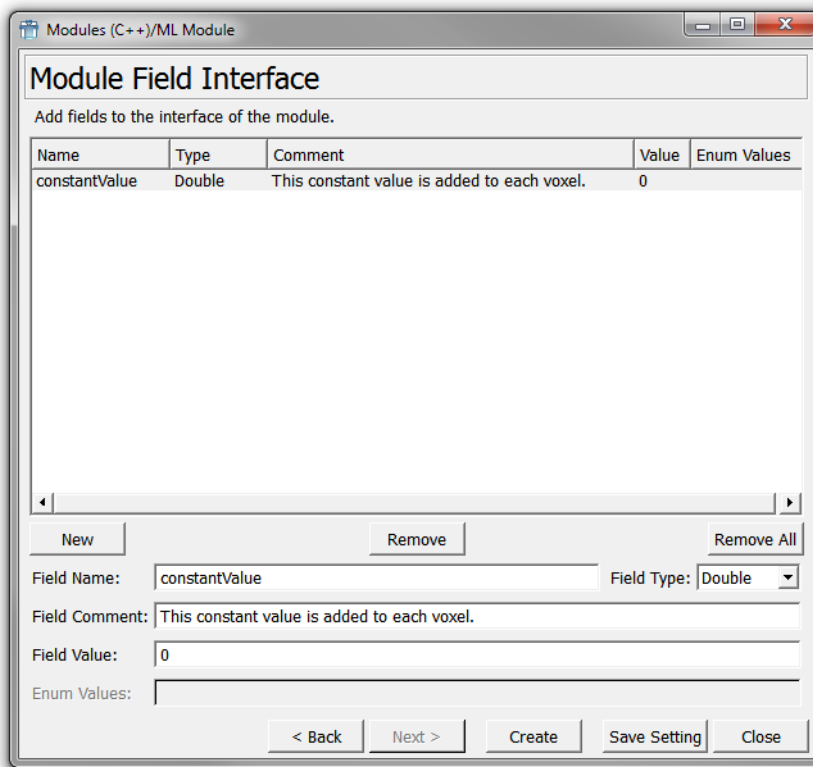 Modules (C++)/ML Module
Module Field Interface
Add fields to the interface of the module.
Name Type Comment Value Enum Values
constantValue Double This constant value is added to each voxel. 0
New Remove Remove All
Field Name: constantValue Field Type: Double
Field Comment: This constant value is added to each voxel.
Field Value: 0
Enum Values:
< Back Next > Create Save Setting Close